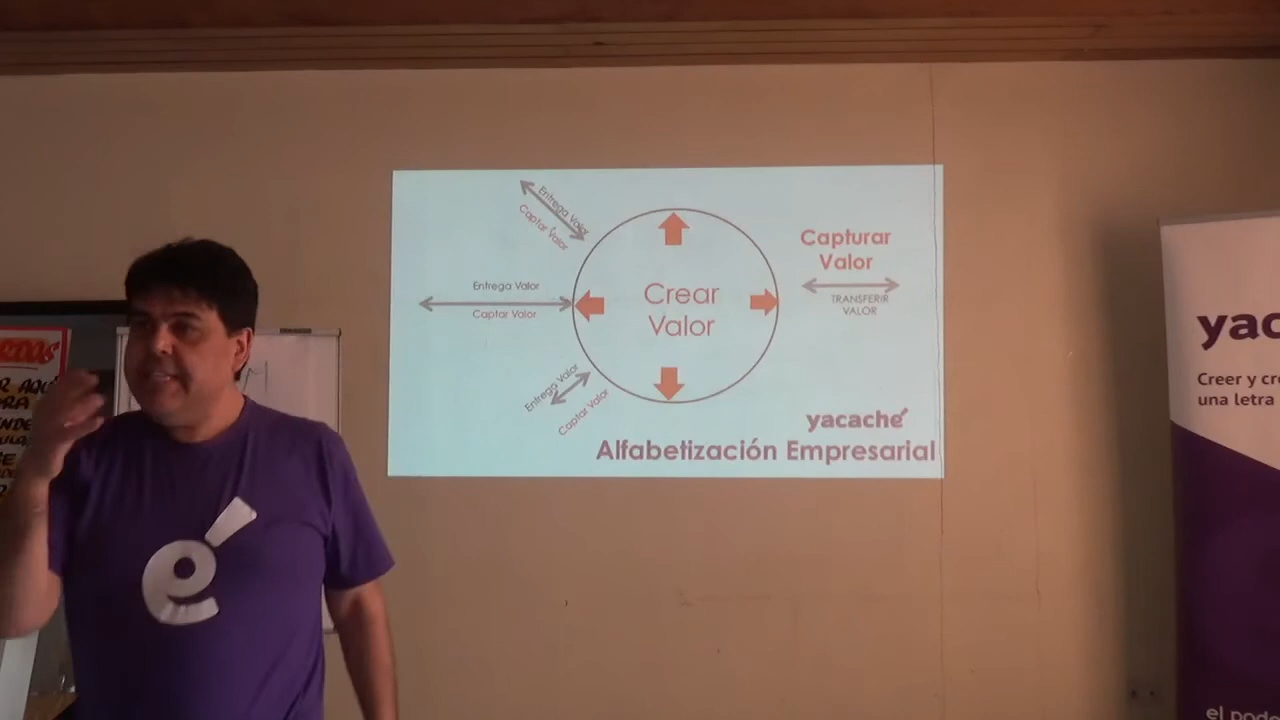 Entrega Valor
Captar Valor
Entrega Valor
Captar Valor
Entrega Valor
Captar Valor
Crear
Valor
Capturar
Valor
TRANSFERIR
VALOR
yacaché
Alfabetización Empresarial
é
yac
Creer y cre
una letra